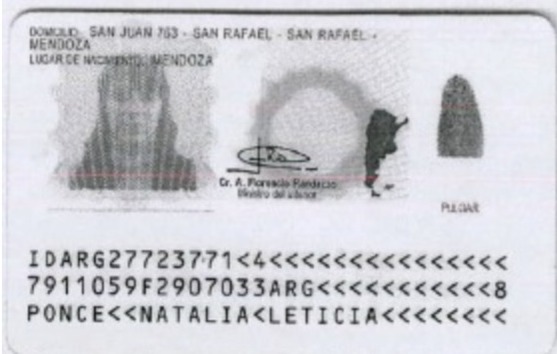 DOMICILIO: SAN JUAN 763 - SAN RAFAEL - SAN RAFAEL -
MENDOZA
LUGAR DE NACIMIENTO: MENDOZA
Cr. A. Florencio Randazzo
Ministro del Interior
PULGAR
IDARG27723771<4<<<<<<<<<<<<<<<
7911059F2907033ARG<<<<<<<<<<<8
PONCE<<NATALIA<LETICIA<<<<<<<<